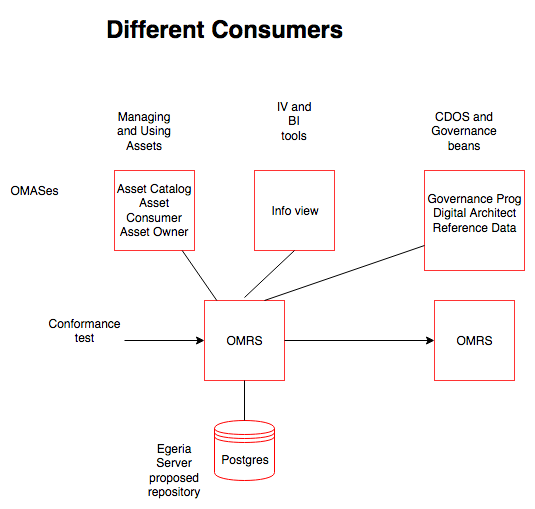 Different Consumers
Managing
and Using
Assets
IV and
BI
tools
CDOS and
Governance
beans
OMASes
Asset Catalog
Asset
Consumer
Asset Owner
Info view
Governance Prog
Digital Architect
Reference Data
Conformance
test
OMRS
OMRS
Egeria
Server
proposed
repository
Postgres